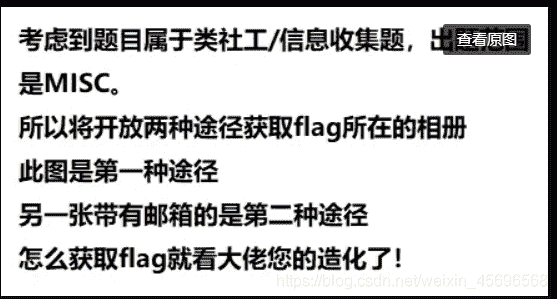 考虑到题目属于类社工/信息收集题，出
查看原图
是MISC。
所以将开放两种途径获取flag所在的相册
此图是第一种途径
另一张带有邮箱的是第二种途径
怎么获取flag就看大佬您的造化了！
https://blog.csdn.net/weixin_45696568